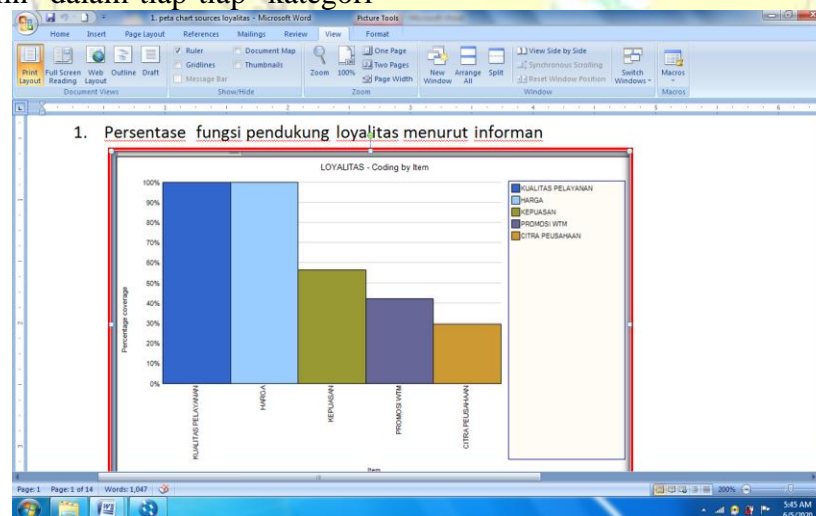 dalam tiap-tiap kategori
1. peta chart sources loyalitas - Microsoft Word
Picture Tools
Home Insert Page Layout References Mailings Review View Format
Print Layout
Full Screen Reading
Web Layout
Outline
Draft
Document Views
Ruler
Gridlines
Message Bar
Document Map
Thumbnails
Show/Hide
Zoom
100%
One Page
Two Pages
Page Width
Zoom
New Window
Arrange All
Split
View Side by Side
Synchronous Scrolling
Reset Window Position
Window
Switch Windows
Macros
Macros
1. Persentase fungsi pendukung loyalitas menurut informan
LOYALITAS - Coding by Item
100%
90%
80%
70%
60%
50%
40%
30%
20%
10%
0%
Percentage coverage
KUALITAS PELAYANAN
HARGA
KEPUASAN
PROMOSI WTM
CITRA PEUSAHAAN
Item
KUALITAS PELAYANAN
HARGA
KEPUASAN
PROMOSI WTM
CITRA PEUSAHAAN
Page: 1 Page: 1 of 14 Words: 1,047
200%
5:45 AM
6/5/2020